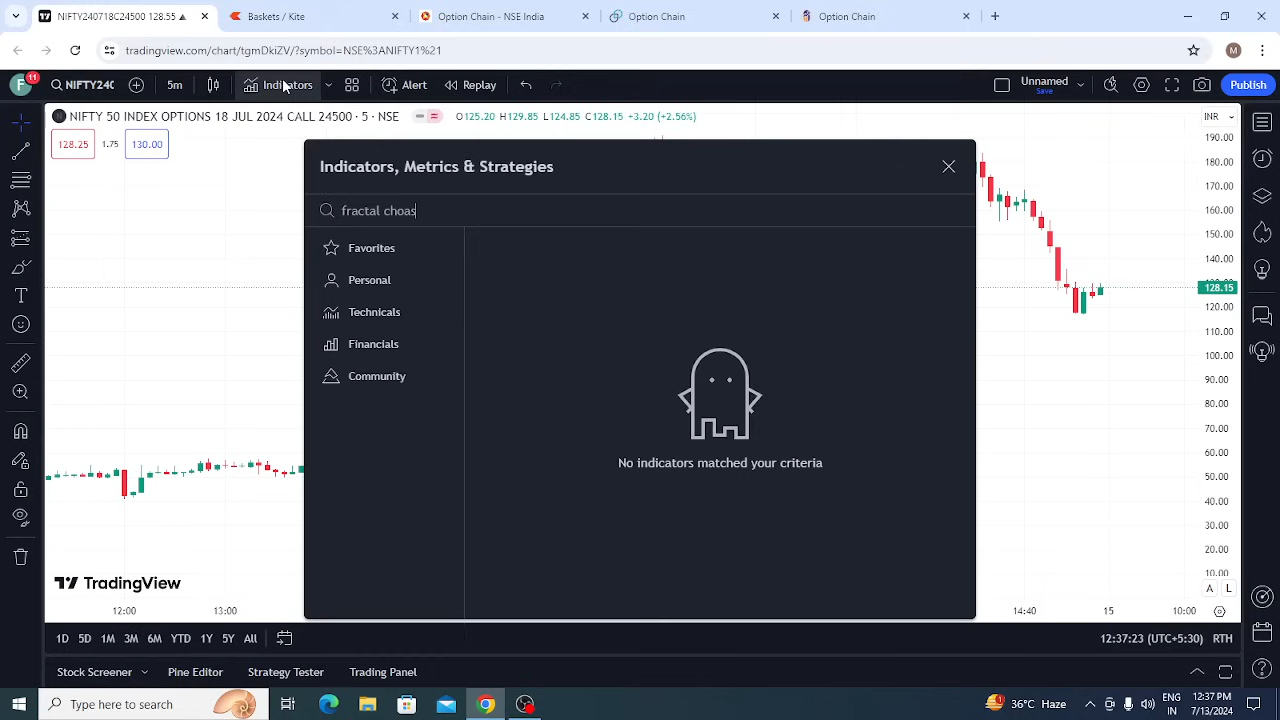 NIFTY240718C24500 128.55 ▲
Baskets / Kite
Option Chain - NSE India
Option Chain
Option Chain
tradingview.com/chart/tgmDkiZV/?symbol=NSE%3ANIFTY1%21
M
F
11
NIFTY240
5m
Indicators
Alert
Replay
Unnamed
Save
Publish
NIFTY 50 INDEX OPTIONS 18 JUL 2024 CALL 24500 · 5 · NSE
O125.20 H129.85 L124.85 C128.15 +3.20 (+2.56%)
INR
128.25
1.75
130.00
Indicators, Metrics & Strategies
fractal choas
Favorites
Personal
Technicals
Financials
Community
No indicators matched your criteria
190.00
180.00
170.00
160.00
150.00
140.00
128.15
120.00
110.00
100.00
90.00
80.00
70.00
60.00
50.00
40.00
30.00
20.00
10.00
A
L
TradingView
12:00
13:00
14:40
15
10:00
1D
5D
1M
3M
6M
YTD
1Y
5Y
All
12:37:23 (UTC+5:30)
RTH
Stock Screener
Pine Editor
Strategy Tester
Trading Panel
Type here to search
36°C Haze
ENG
IN
12:37 PM
7/13/2024